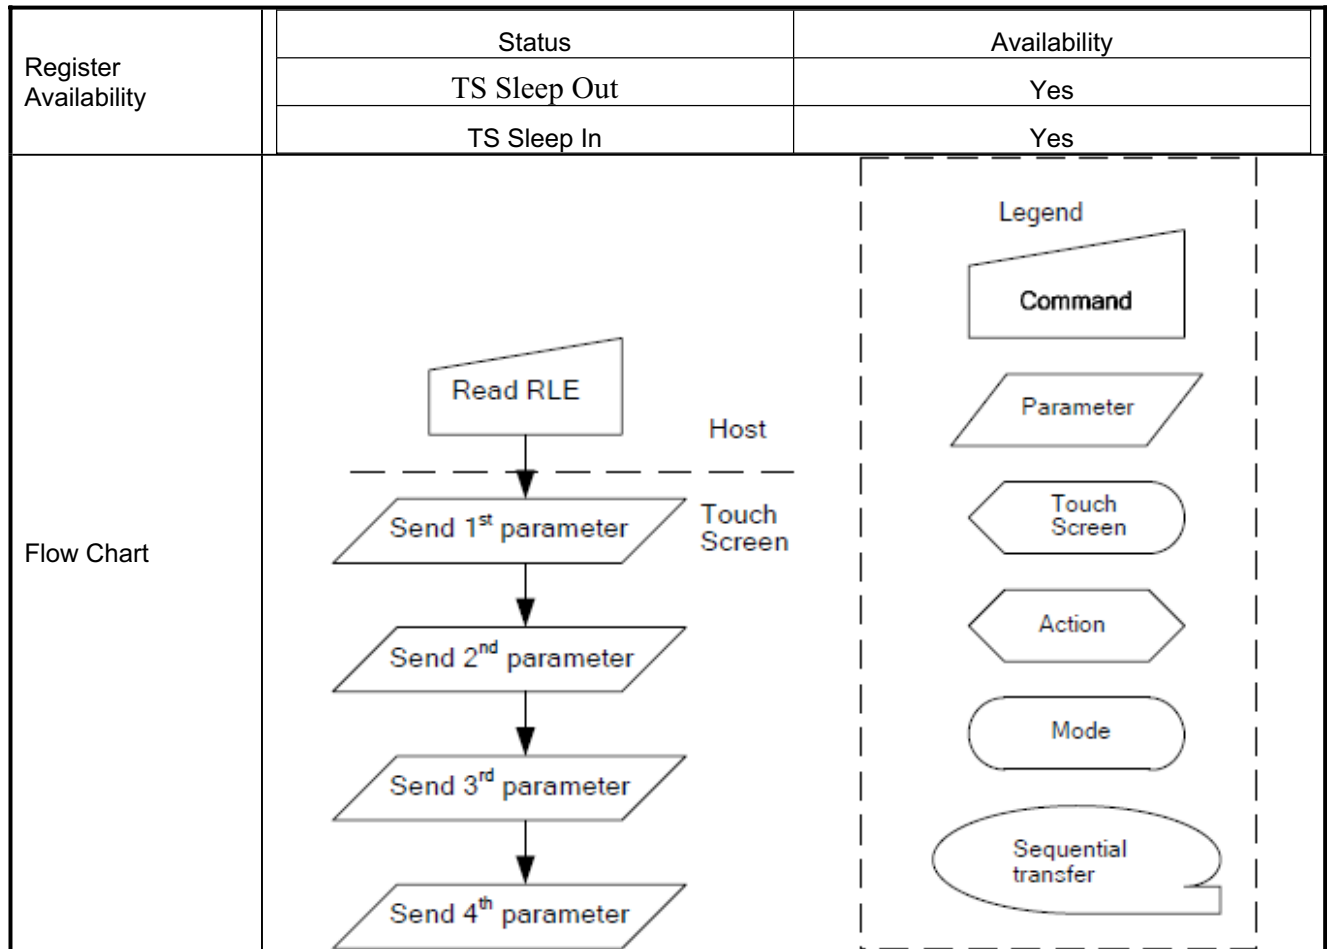 Register
Availability
Status
Availability
TS Sleep Out
Yes
TS Sleep In
Yes
Flow Chart
Read RLE
Host
Send 1st parameter
Touch
Screen
Send 2nd parameter
Send 3rd parameter
Send 4th parameter
Legend
Command
Parameter
Touch
Screen
Action
Mode
Sequential
transfer